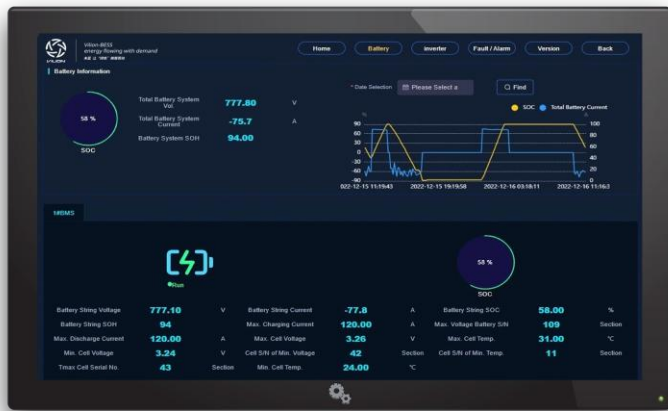 VILION
Vilion BESS
energy flowing with demand
Home
Battery
inverter
Fault / Alarm
Version
Back
Battery Information
58 %
SOC
Total Battery System Vol.
777.80
V
Total Battery System Current
-75.7
A
Battery System SOH
94.00
* Date Selection
Please Select a
Find
SOC
Total Battery Current
%
A
90
60
30
0
-30
-60
-90
100
80
60
40
20
0
022-12-15 11:19:43
2022-12-15 19:19:58
2022-12-16 03:18:11
2022-12-16 11:16:3
1#BMS
Run
58 %
SOC
Battery String Voltage 777.10 V Battery String Current -77.8 A Battery String SOC 58.00 %
Battery String SOH 94 Max. Charging Current 120.00 A Max. Voltage Battery S/N 109 Section
Max. Discharge Current 120.00 A Max. Cell Voltage 3.26 V Max. Cell Temp. 31.00 °C
Min. Cell Voltage 3.24 V Cell S/N of Min. Voltage 42 Section Cell S/N of Min. Temp. 11 Section
Tmax Cell Serial No. 43 Section Min. Cell Temp. 24.00 °C